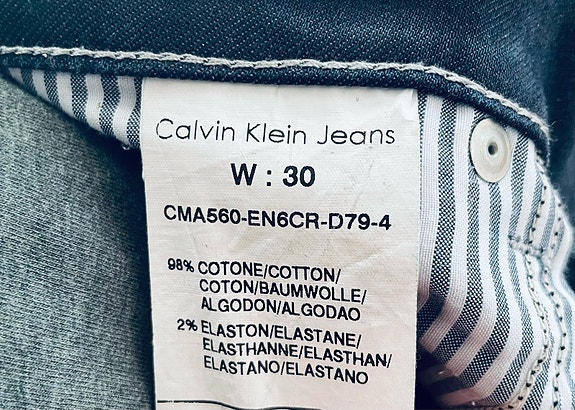 Calvin Klein Jeans
W : 30
CMA560-EN6CR-D79-4
98% COTONE/COTTON/
COTON/BAUMWOLLE/
ALGODON/ALGODAO
2% ELASTON/ELASTANE/
ELASTHANNE/ELASTHAN/
ELASTANO/ELASTANO